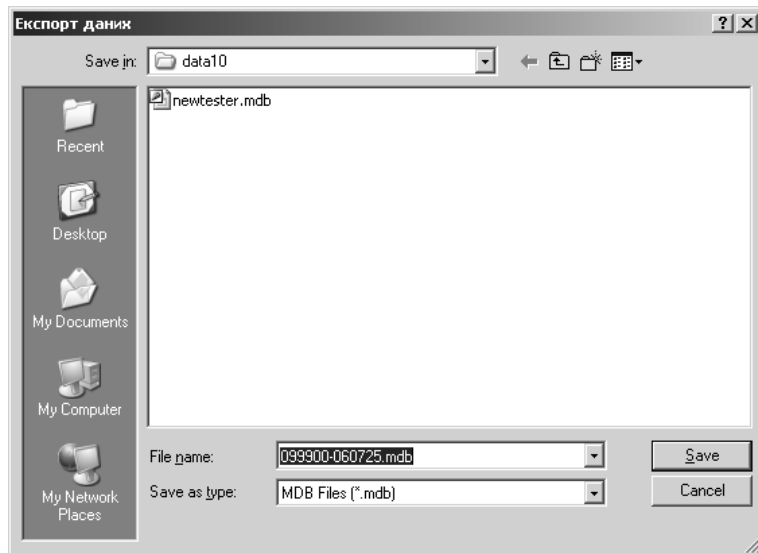 Експорт даних
Save in: data10
newtester.mdb
Recent
Desktop
My Documents
My Computer
My Network
Places
File name: 099900-060725.mdb Save
Save as type: MDB Files (*.mdb) Cancel